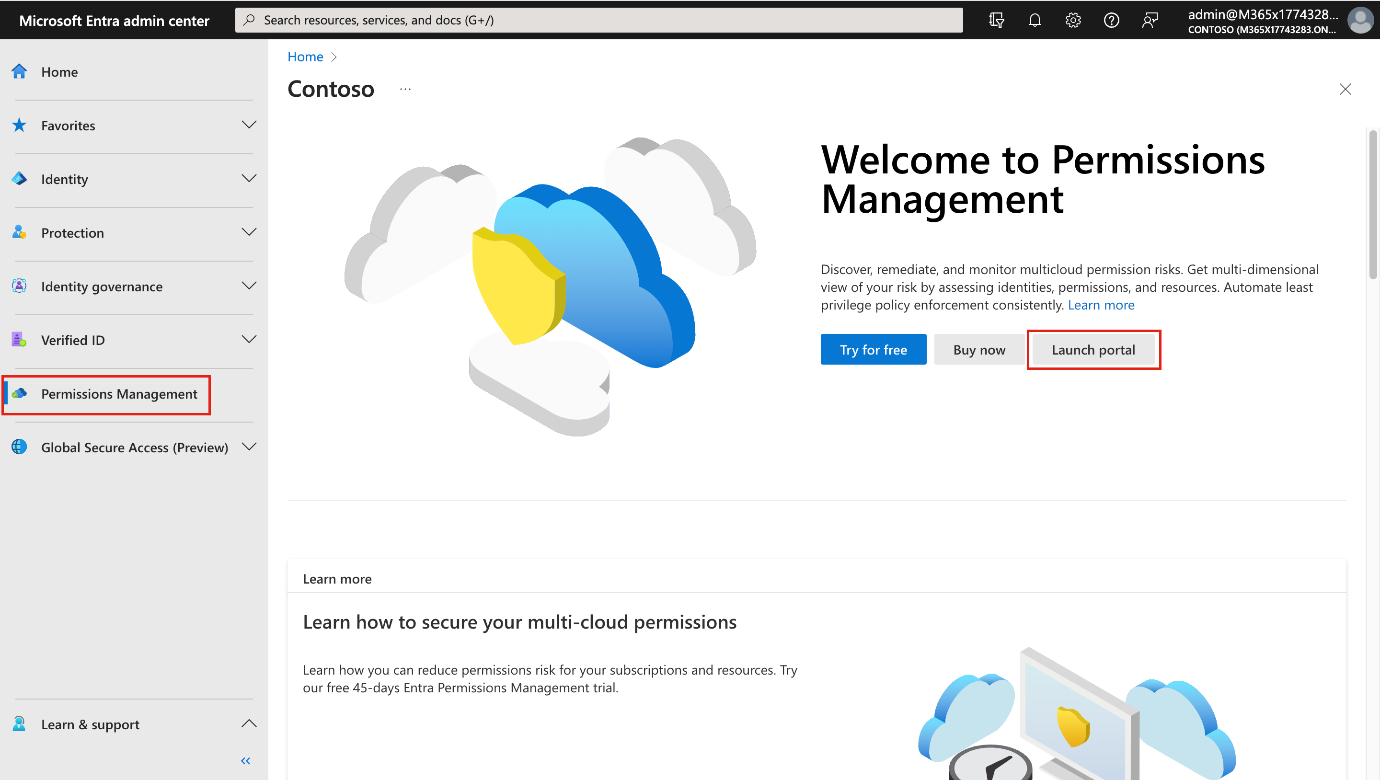 Microsoft Entra admin center
Search resources, services, and docs (G+/)
admin@M365x1774328...
CONTOSO (M365X17743283.ON...
Home
Favorites
Identity
Protection
Identity governance
Verified ID
Permissions Management
Global Secure Access (Preview)
Learn & support
Home
Contoso
...
Welcome to Permissions
Management
Discover, remediate, and monitor multicloud permission risks. Get multi-dimensional
view of your risk by assessing identities, permissions, and resources. Automate least
privilege policy enforcement consistently. Learn more
Try for free
Buy now
Launch portal
Learn more
Learn how to secure your multi-cloud permissions
Learn how you can reduce permissions risk for your subscriptions and resources. Try
our free 45-days Entra Permissions Management trial.